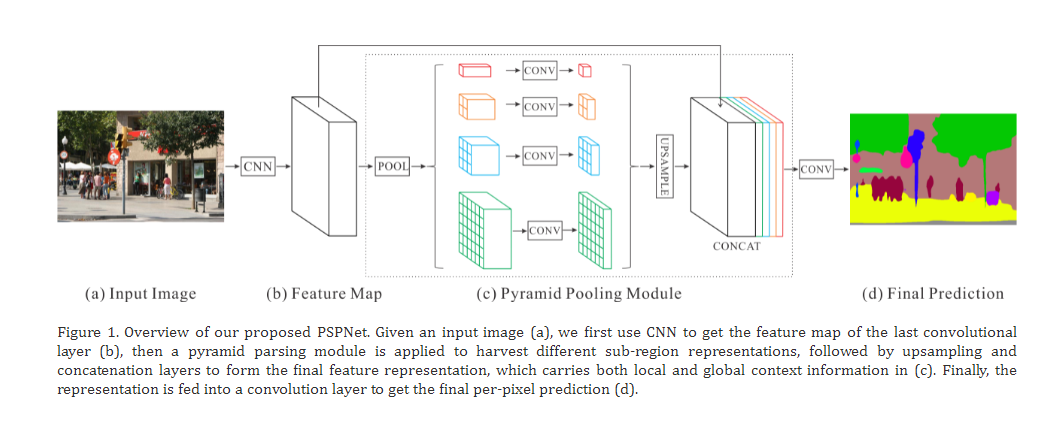 CONV
CONV
CONV
CONV
CNN
POOL
UPSAMPLE
CONV
CONCAT
(a) Input Image
(b) Feature Map
(c) Pyramid Pooling Module
(d) Final Prediction
Figure 1. Overview of our proposed PSPNet. Given an input image (a), we first use CNN to get the feature map of the last convolutional
layer (b), then a pyramid parsing module is applied to harvest different sub-region representations, followed by upsampling and
concatenation layers to form the final feature representation, which carries both local and global context information in (c). Finally, the
representation is fed into a convolution layer to get the final per-pixel prediction (d).